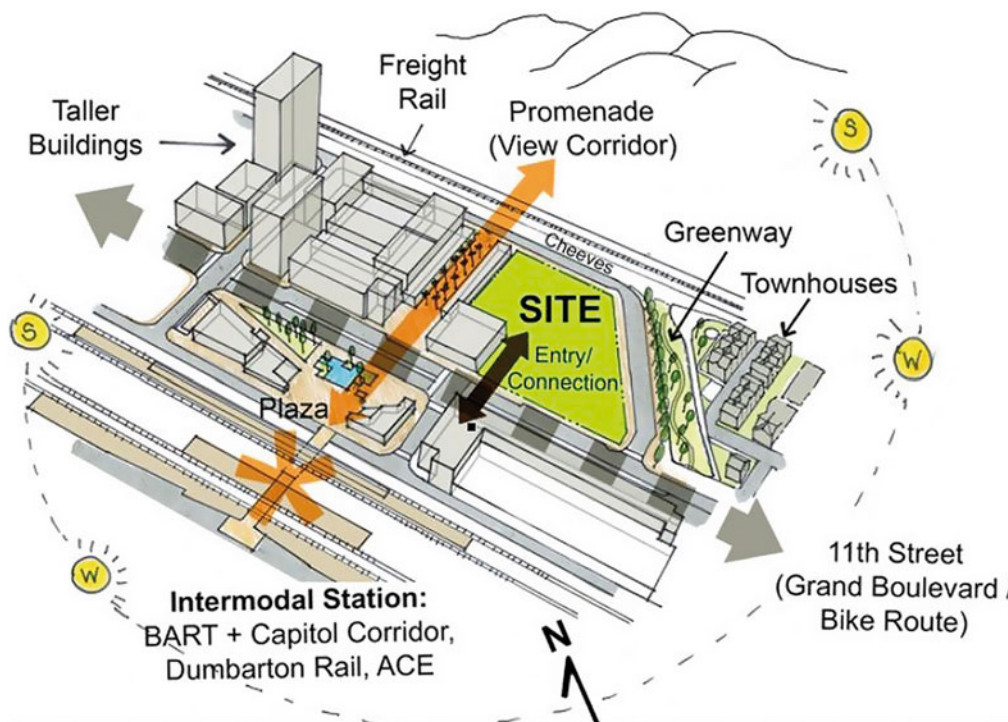 Freight
Rail
Taller
Buildings
Promenade
(View Corridor)
S
Cheeves
Greenway
Townhouses
SITE
Entry/
Connection
S
W
Plaza
W
Intermodal Station:
BART + Capitol Corridor,
Dumbarton Rail, ACE
N
11th Street
(Grand Boulevard /
Bike Route)